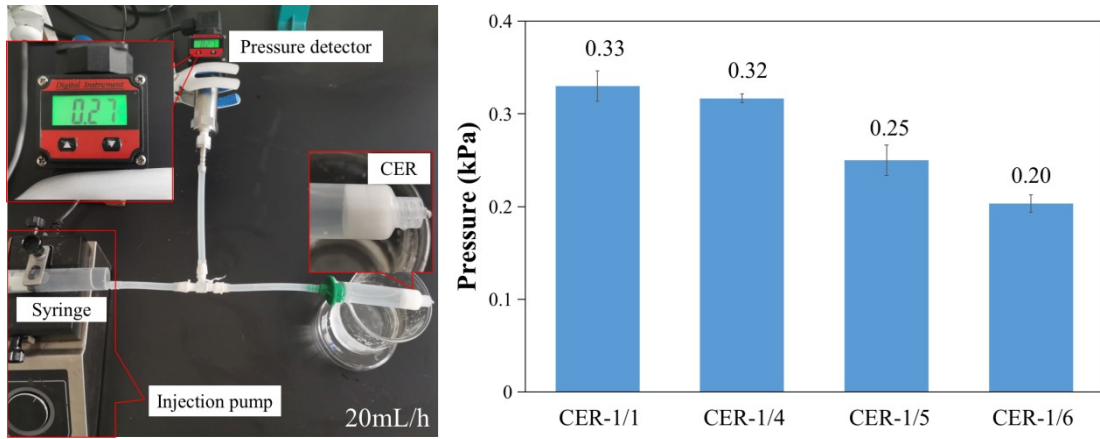 Pressure detector
Digital Instrument
0.27
CER
Syringe
Injection pump
20mL/h
Pressure (kPa)
0.4
0.3
0.2
0.1
0
0.33
0.32
0.25
0.20
CER-1/1
CER-1/4
CER-1/5
CER-1/6